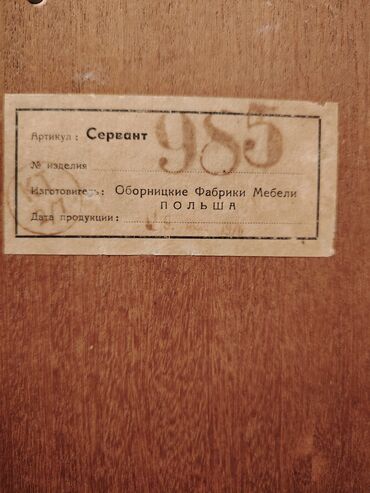 Артикул : Сервант
985
№ изделия
Изготовитель: Оборницкие Фабрики Мебели
ПОЛЬША
Дата продукции :